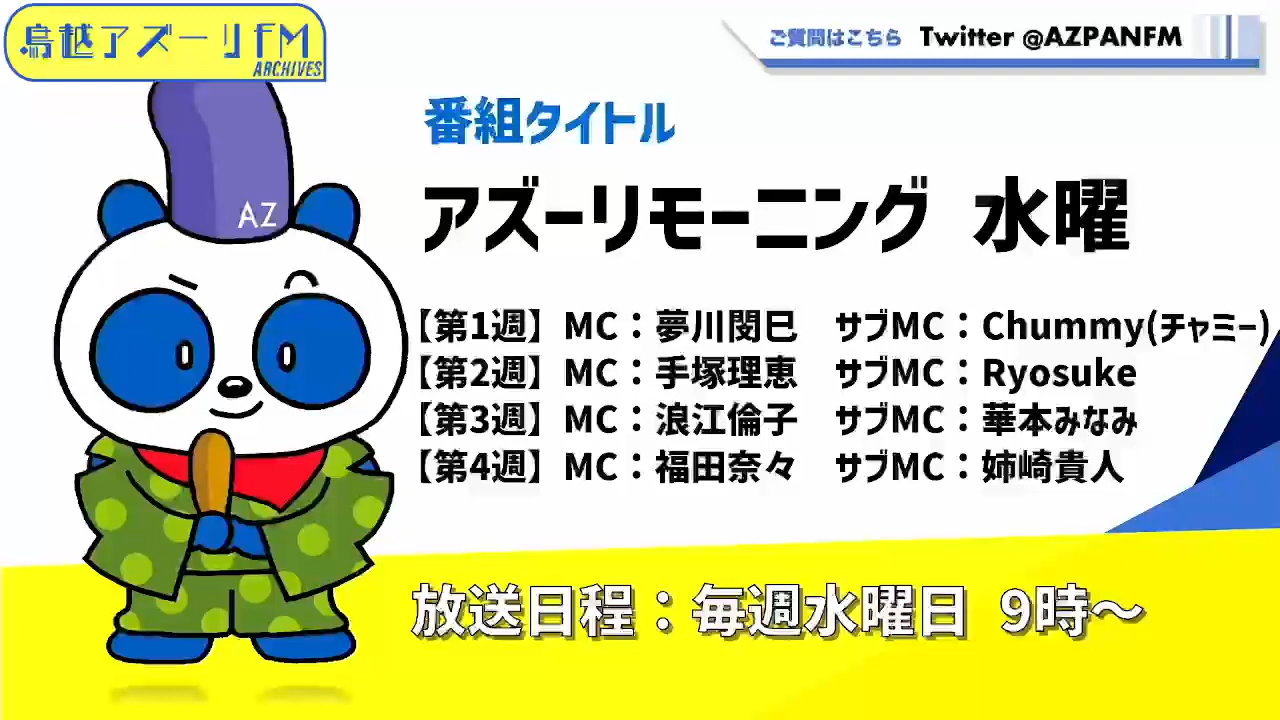 鳥越アズーリFM
ARCHIVES
ご質問はこちら Twitter @AZPANFM
番組タイトル
アズーリモーニング 水曜
AZ
【第1週】MC：夢川閔巳 サブMC：Chummy(チャミー)
【第2週】MC：手塚理恵 サブMC：Ryosuke
【第3週】MC：浪江倫子 サブMC：華本みなみ
【第4週】MC：福田奈々 サブMC：姉崎貴人
放送日程：毎週水曜日 9時～